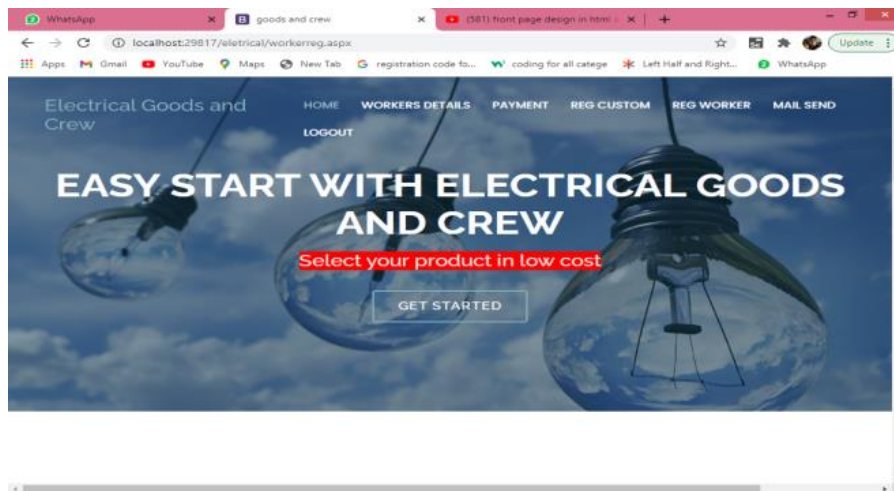 WhatsApp
goods and crew
(581) front page design in html
localhost:29817/eletrical/workerreg.aspx
Update
Apps
Gmail
YouTube
Maps
New Tab
registration code fo...
coding for all catege
Left Half and Right...
WhatsApp
Electrical Goods and
Crew
HOME
WORKERS DETAILS
PAYMENT
REG CUSTOM
REG WORKER
MAIL SEND
LOGOUT
EASY START WITH ELECTRICAL GOODS
AND CREW
Select your product in low cost
GET STARTED